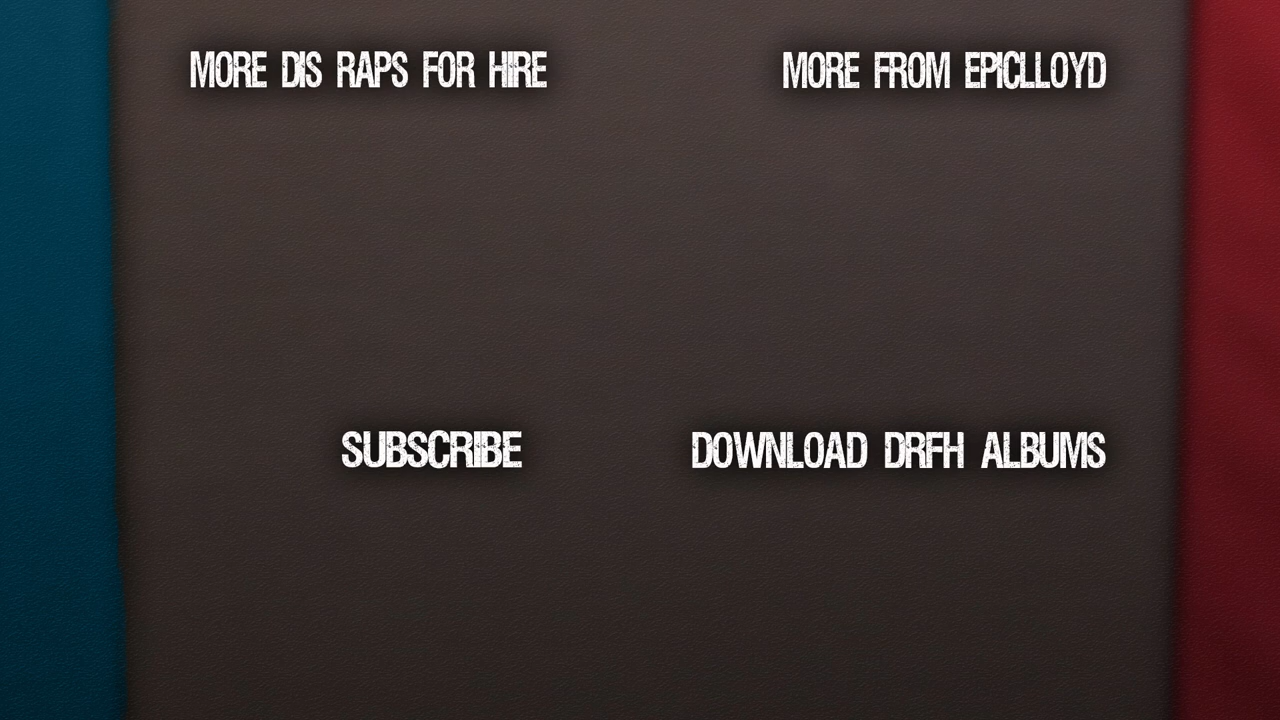 MORE DIS RAPS FOR HIRE
MORE FROM EPICLLOYD
SUBSCRIBE
DOWNLOAD DRFH ALBUMS